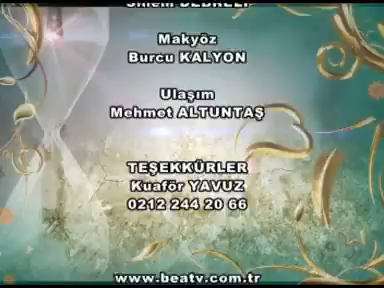 Makyöz
Burcu KALYON
Ulaşım
Mehmet ALTUNTAŞ
TEŞEKKÜRLER
Kuaför YAVUZ
0212 244 20 66
www.beatv.com.tr